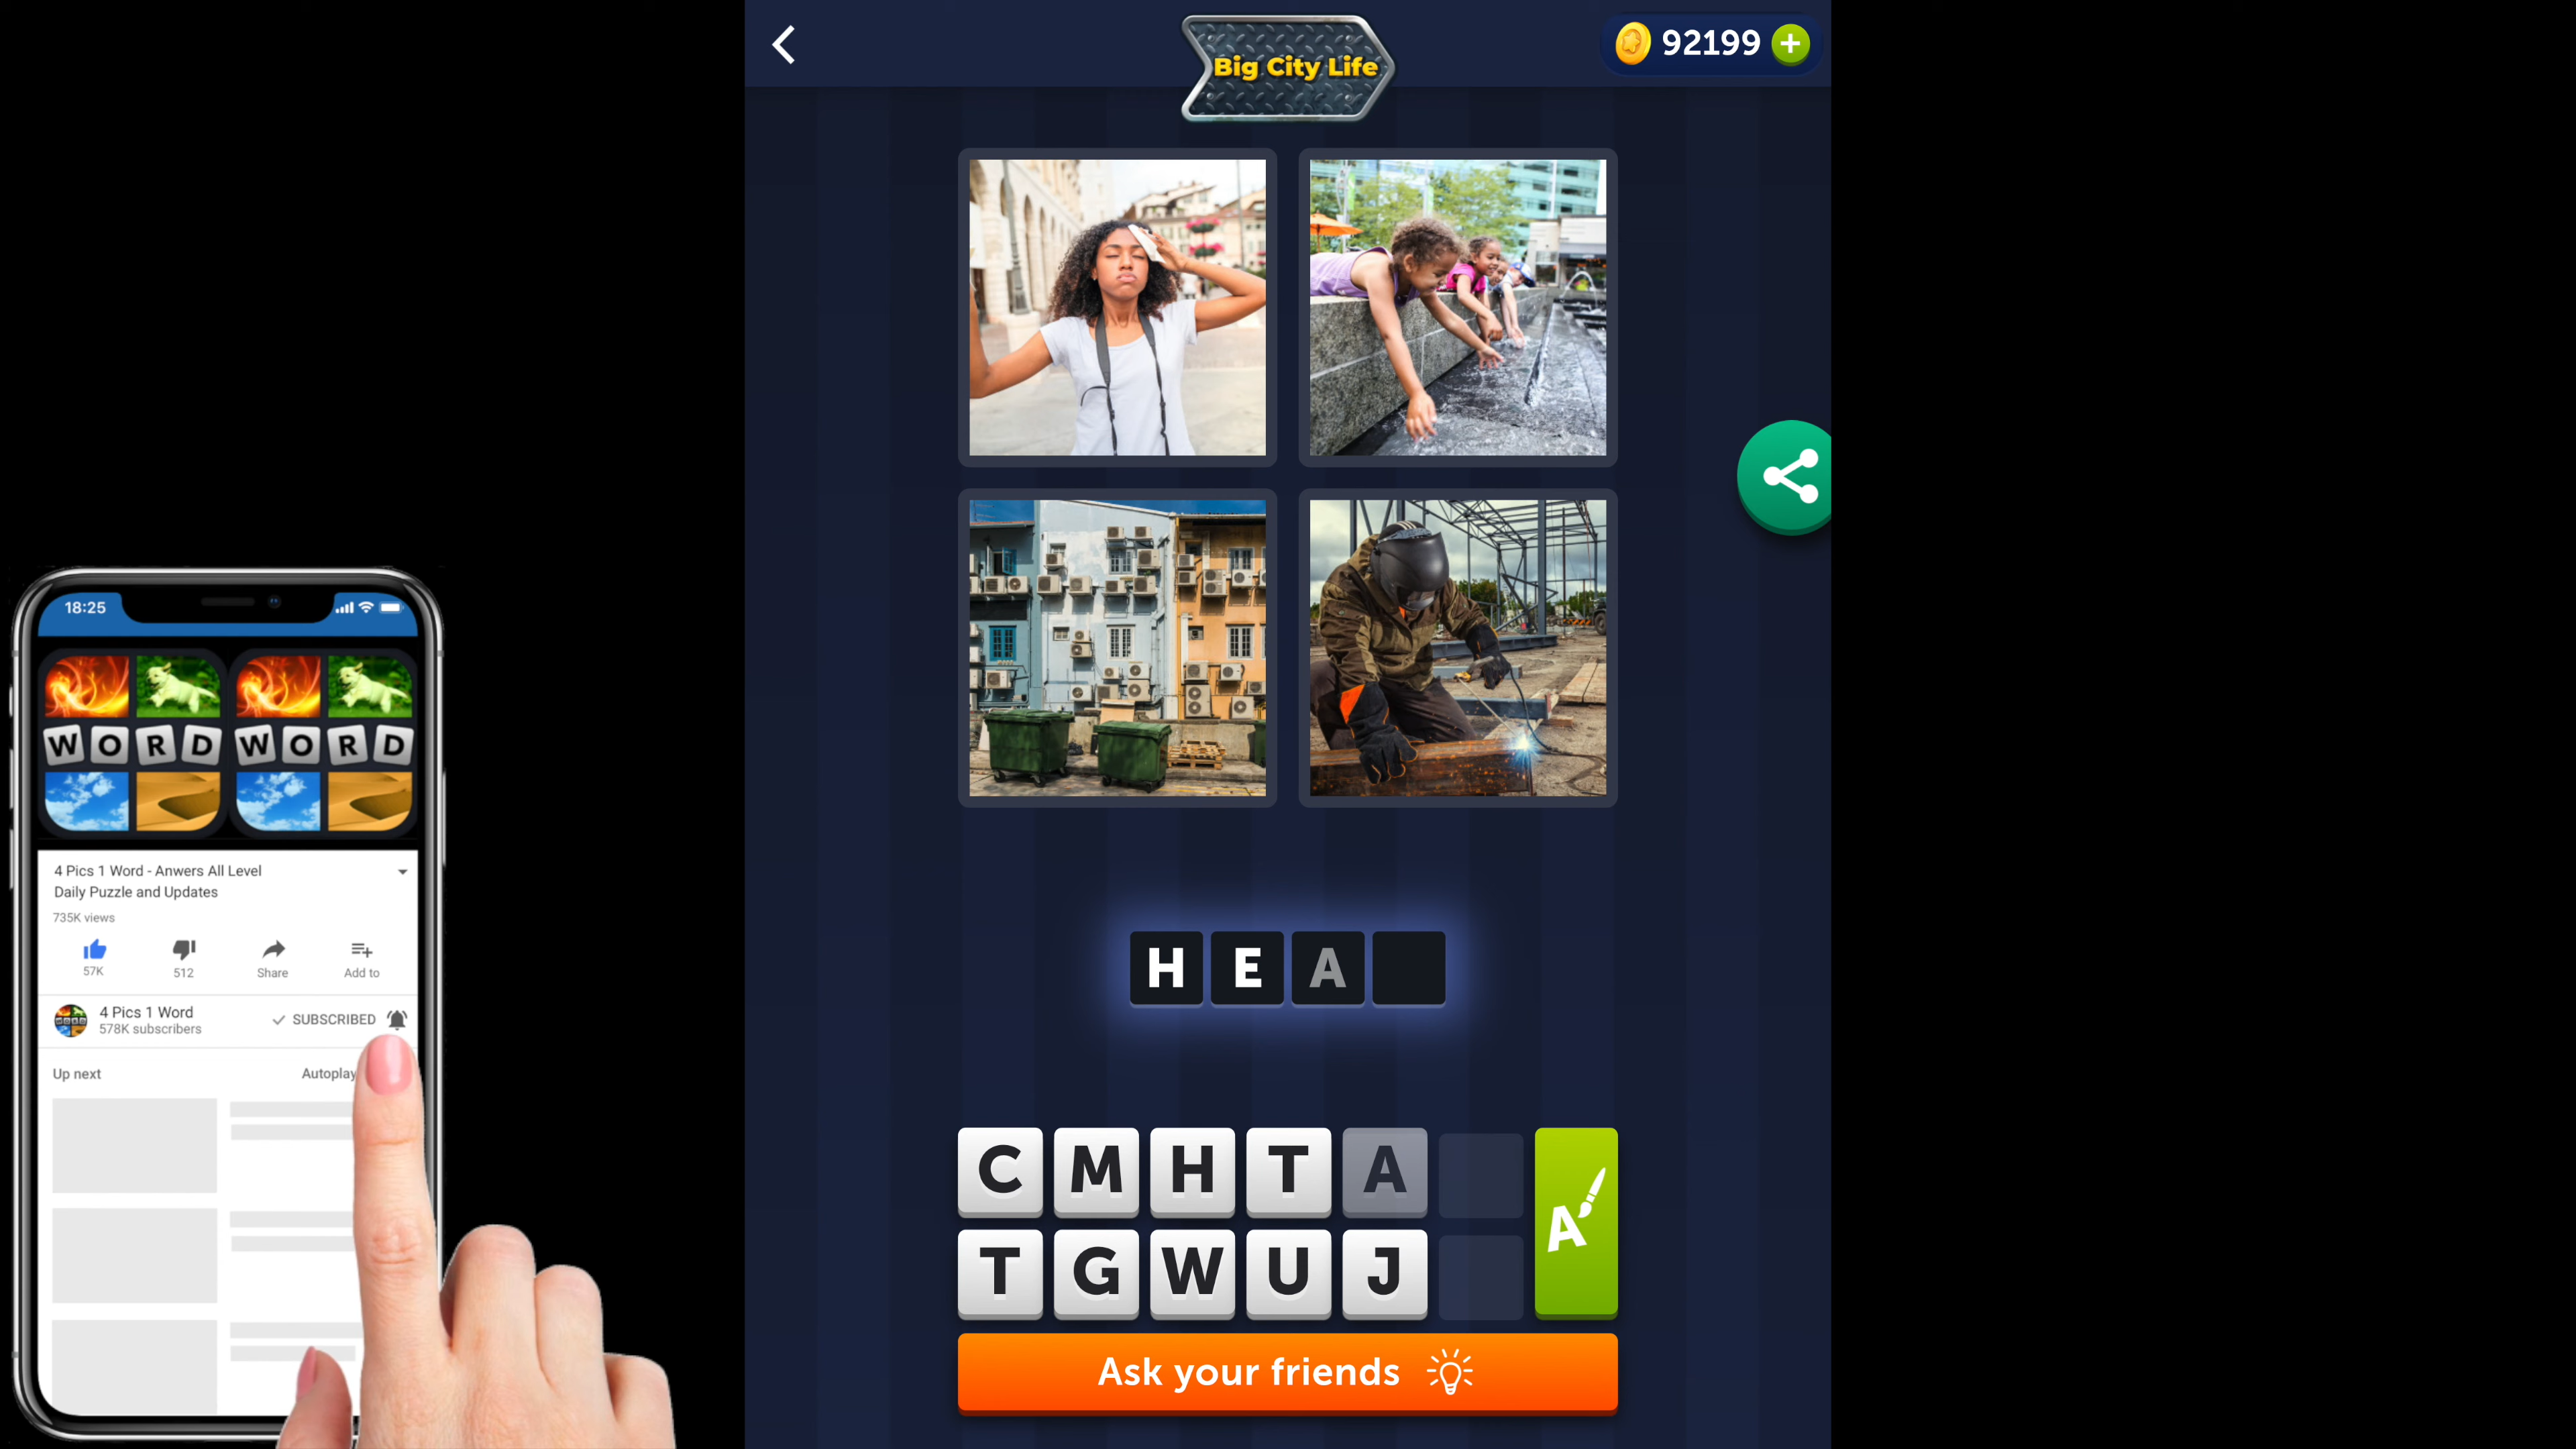 Big City Life
92199
18:25
W O R D W O R D
4 Pics 1 Word - Anwers All Level
Daily Puzzle and Updates
735K views
57K
512
Share
Add to
4 Pics 1 Word
578K subscribers
SUBSCRIBED
Up next
Autoplay
H E A
C M H T A
T G W U J
A
Ask your friends